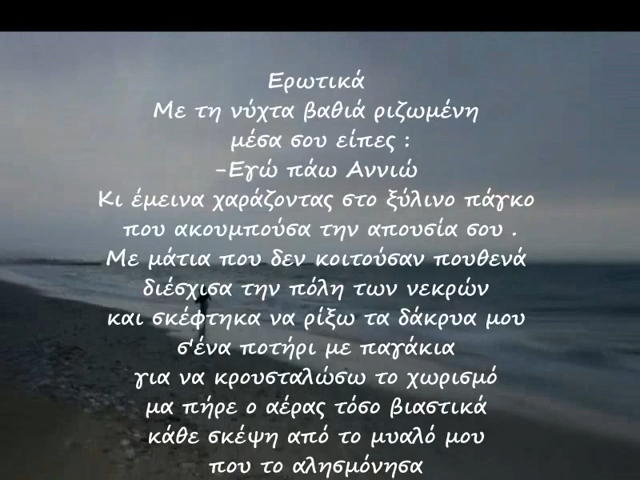 Ερωτικά
Με τη νύχτα βαθιά ριζωμένη
μέσα σου είπες :
-Εγώ πάω Αννιώ
Κι έμεινα χαράζοντας στο ξύλινο πάγκο
που ακουμπούσα την απουσία σου .
Με μάτια που δεν κοιτούσαν πουθενά
διέσχισα την πόλη των νεκρών
και σκέφτηκα να ρίξω τα δάκρυα μου
σ'ένα ποτήρι με παγάκια
για να κρουσταλώσω το χωρισμό
μα πήρε ο αέρας τόσο βιαστικά
κάθε σκέψη από το μυαλό μου
που το αλησμόνησα